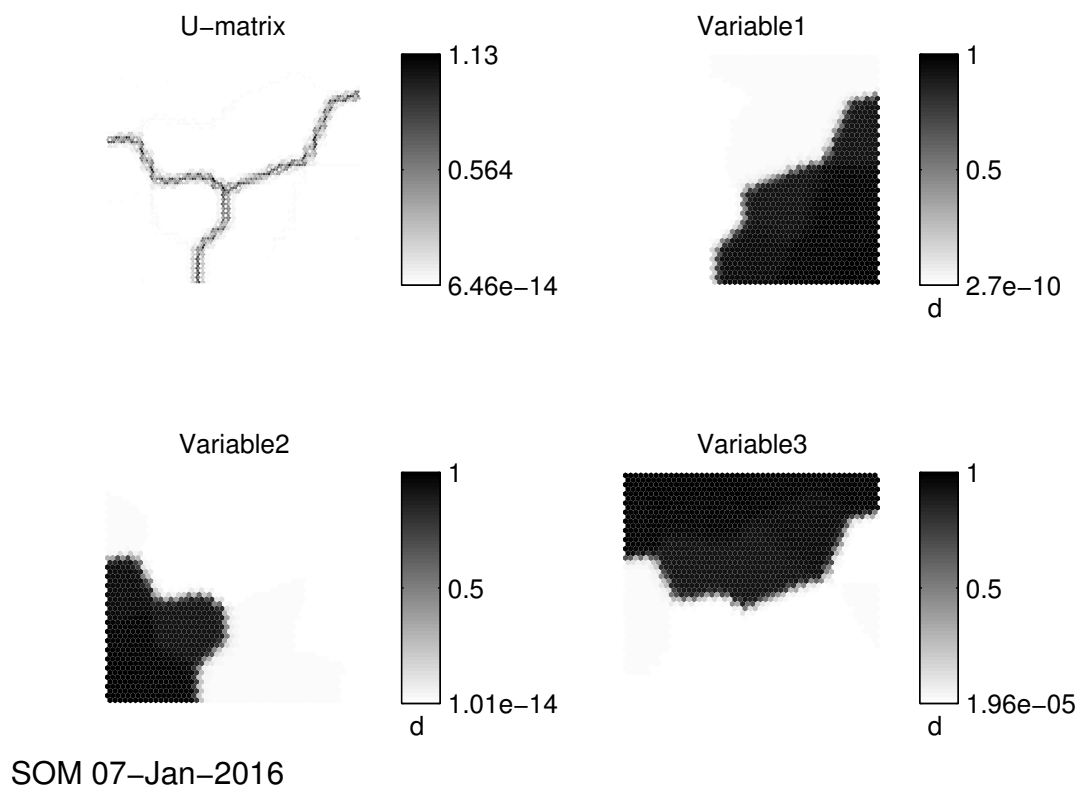 U−matrix
1.13
0.564
6.46e−14
Variable1
1
0.5
2.7e−10
d
Variable2
1
0.5
1.01e−14
d
Variable3
1
0.5
1.96e−05
d
SOM 07−Jan−2016